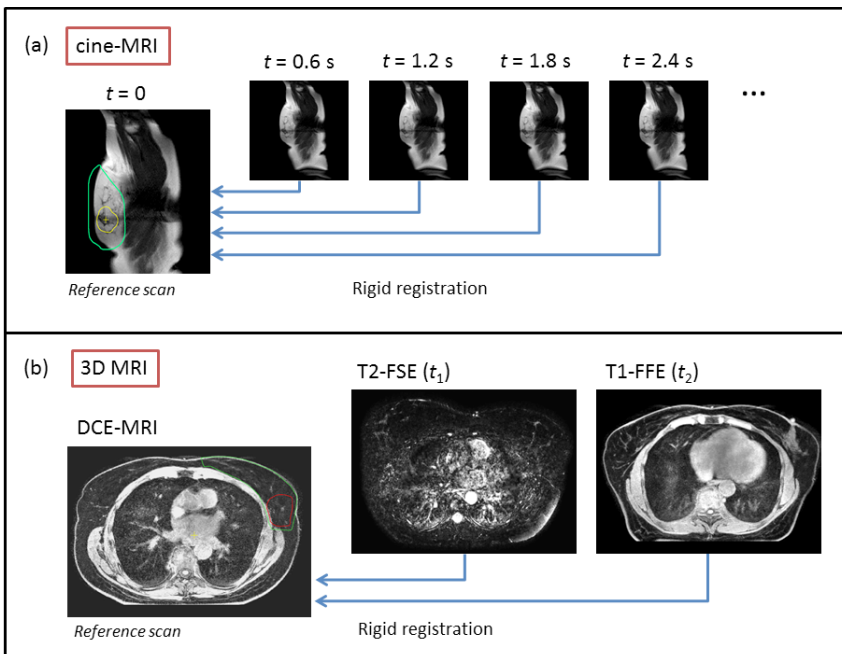 (a) cine-MRI
t = 0
t = 0.6 s t = 1.2 s t = 1.8 s t = 2.4 s ...
Reference scan Rigid registration
(b) 3D MRI
DCE-MRI
T2-FSE (t₁) T1-FFE (t₂)
Reference scan Rigid registration